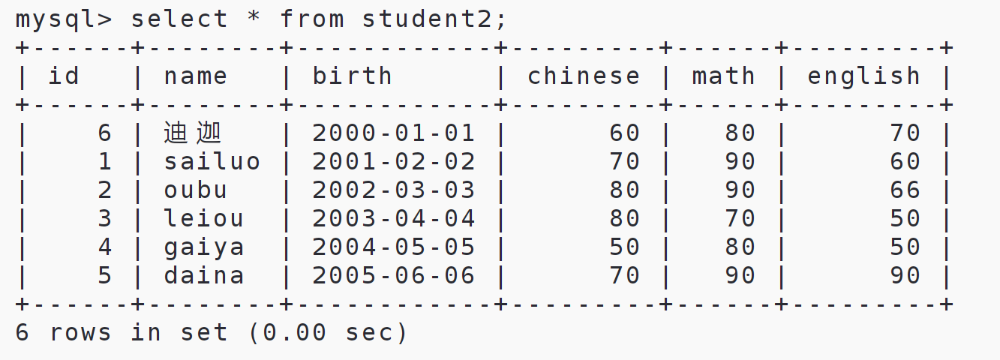 mysql> select * from student2;
+------+--------+------------+---------+------+---------+
| id   | name   | birth      | chinese | math | english |
+------+--------+------------+---------+------+---------+
|    6 | 迪迦   | 2000-01-01 |      60 |   80 |      70 |
|    1 | sailuo | 2001-02-02 |      70 |   90 |      60 |
|    2 | oubu   | 2002-03-03 |      80 |   90 |      66 |
|    3 | leiou  | 2003-04-04 |      80 |   70 |      50 |
|    4 | gaiya  | 2004-05-05 |      50 |   80 |      50 |
|    5 | daina  | 2005-06-06 |      70 |   90 |      90 |
+------+--------+------------+---------+------+---------+
6 rows in set (0.00 sec)